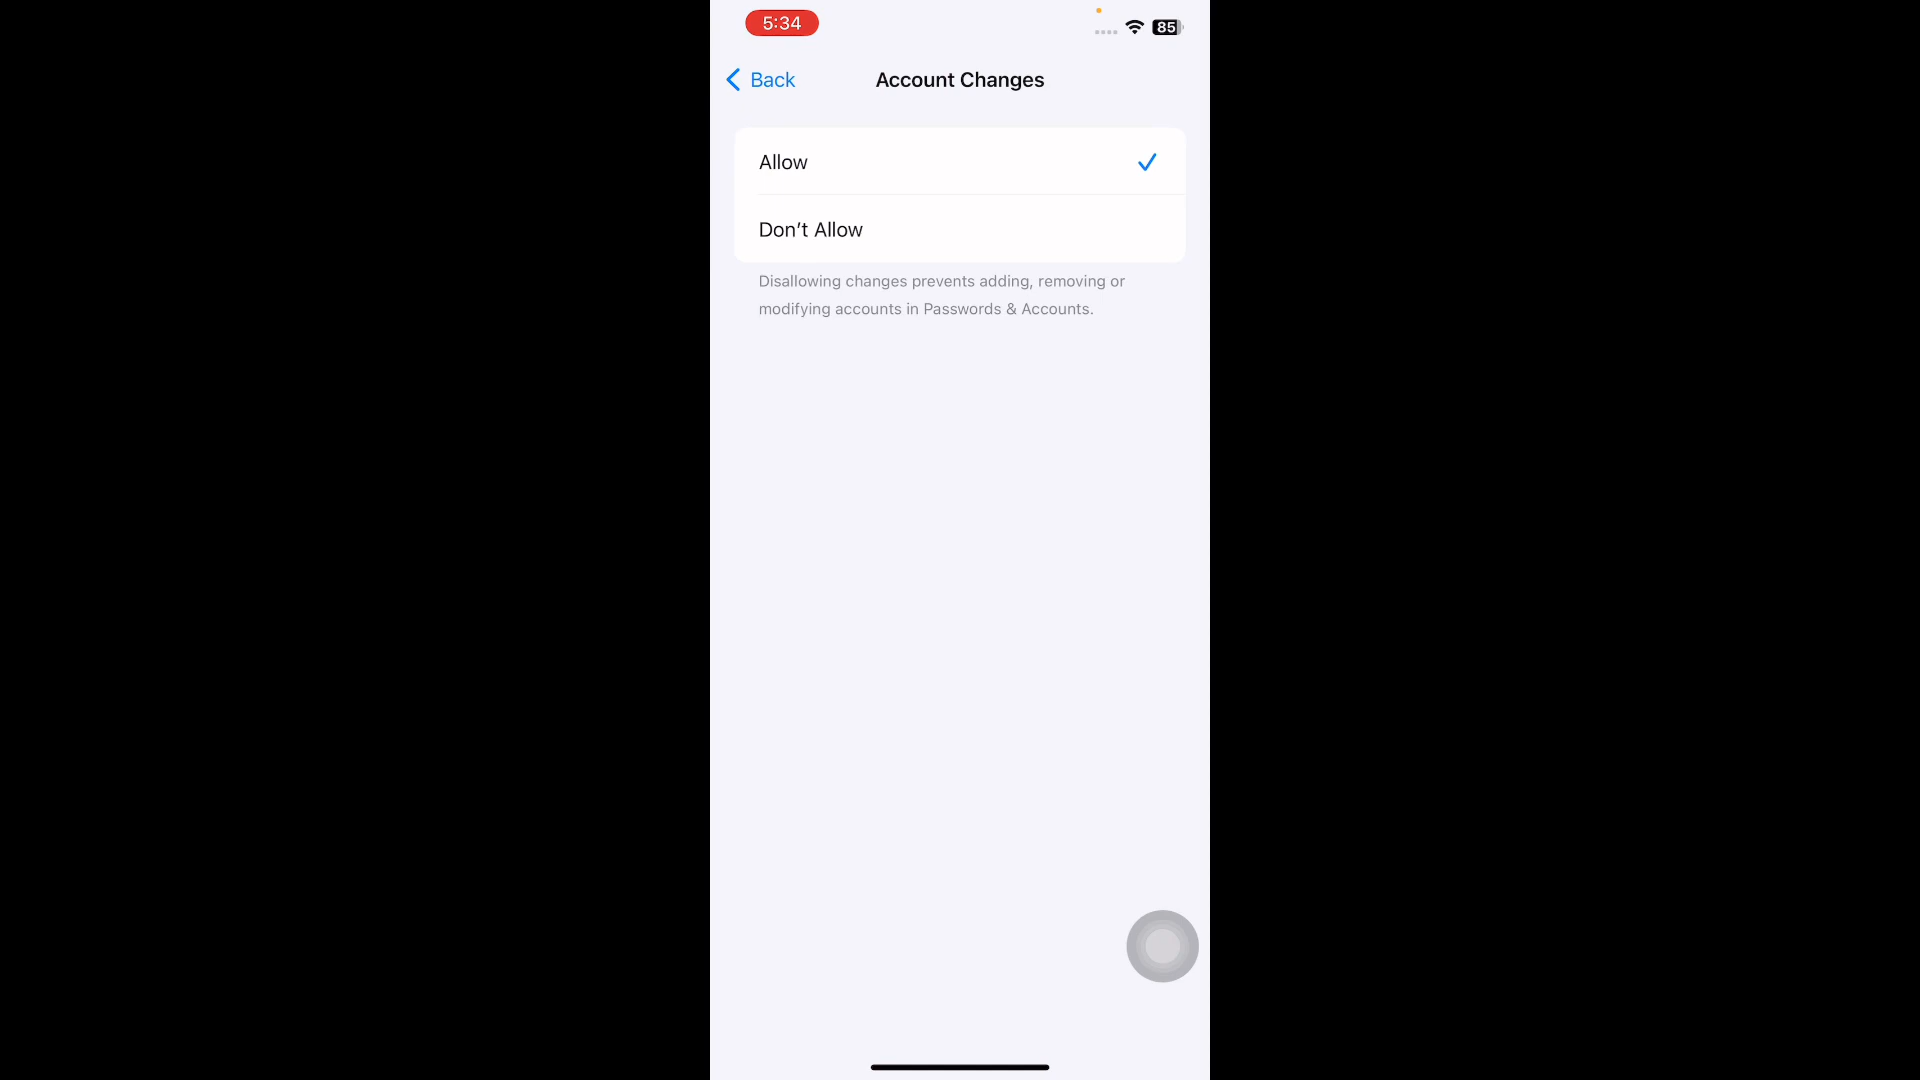 5:34
85
Back
Account Changes
Allow
Don’t Allow
Disallowing changes prevents adding, removing or
modifying accounts in Passwords & Accounts.